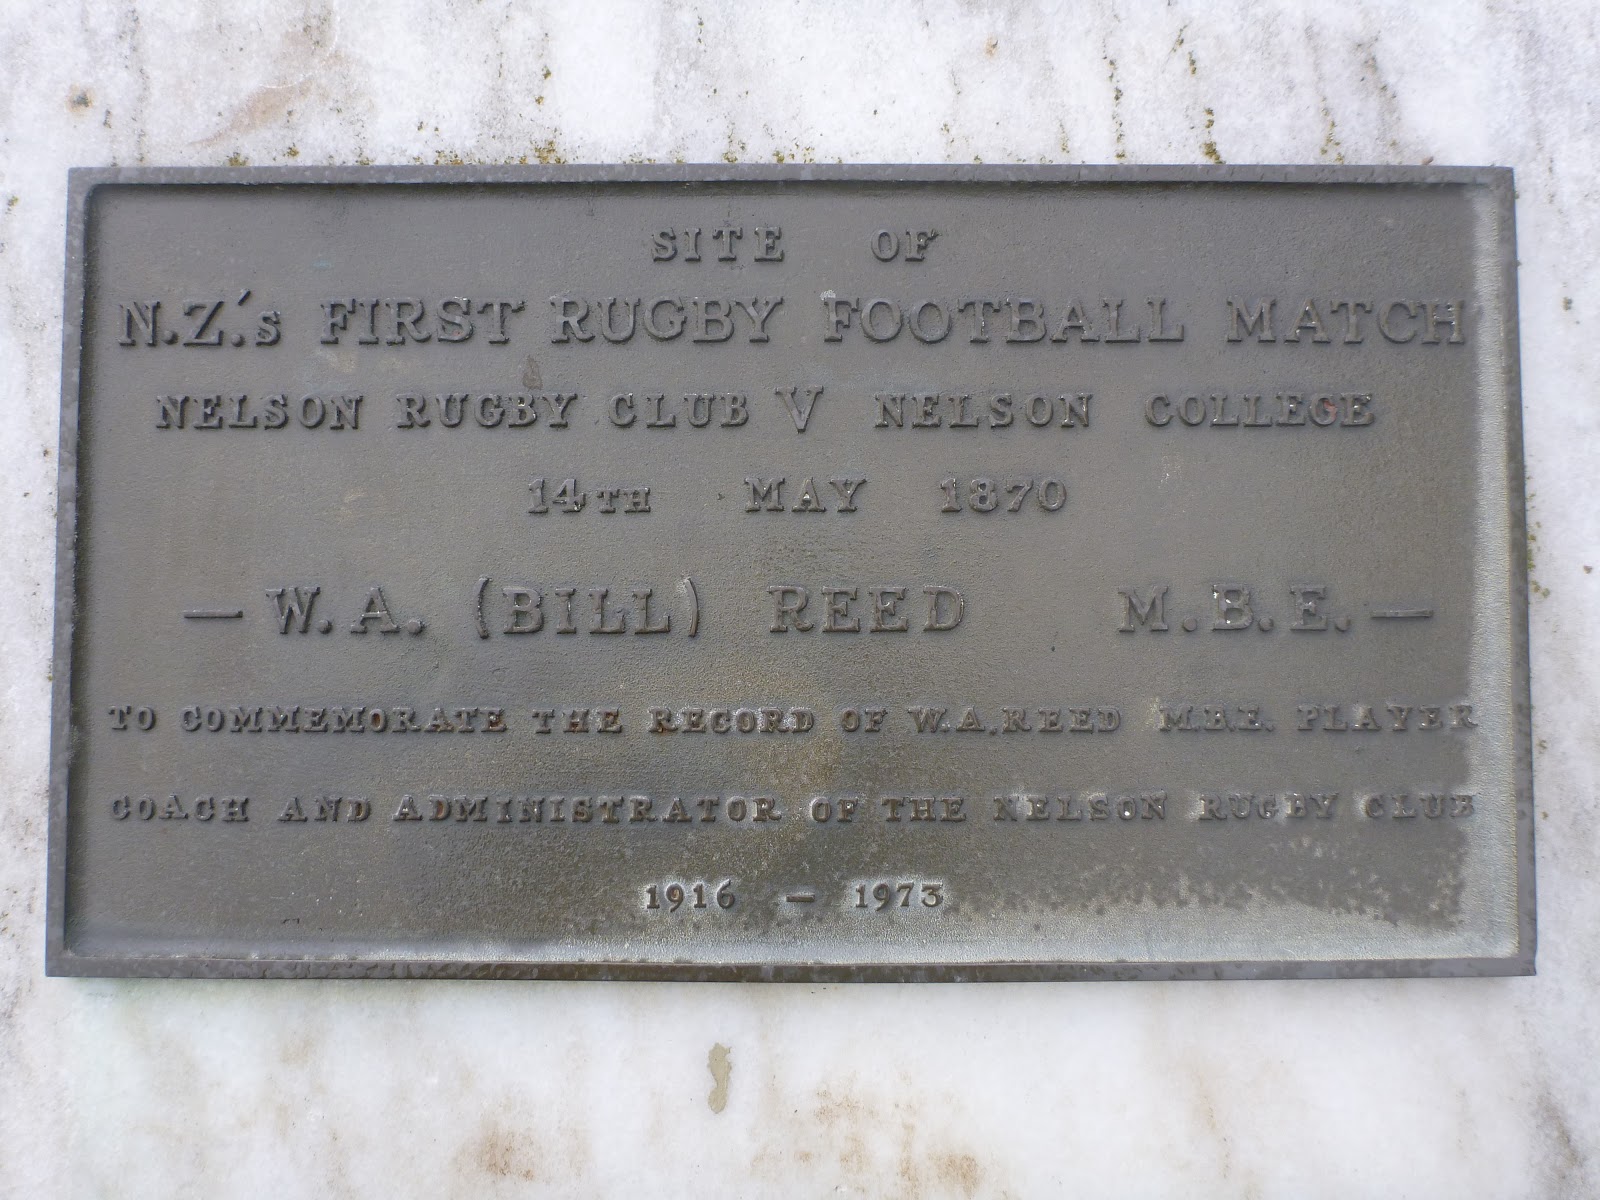 SITE OF
N.Z.'s FIRST RUGBY FOOTBALL MATCH
NELSON RUGBY CLUB V NELSON COLLEGE
14TH MAY 1870
— W.A. (BILL) REED M.B.E. —
TO COMMEMORATE THE RECORD OF W.A.REED M.B.E. PLAYER
COACH AND ADMINISTRATOR OF THE NELSON RUGBY CLUB
1916 — 1973